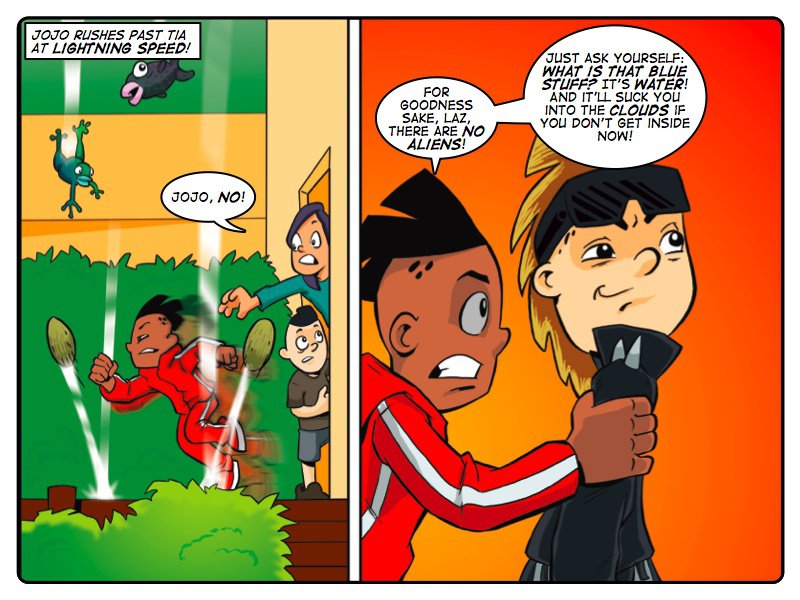 JOJO RUSHES PAST TIA
AT LIGHTNING SPEED!
JOJO, NO!
FOR
GOODNESS
SAKE, LAZ,
THERE ARE NO
ALIENS!
JUST ASK YOURSELF:
WHAT IS THAT BLUE
STUFF? IT'S WATER!
AND IT'LL SUCK YOU
INTO THE CLOUDS IF
YOU DON'T GET INSIDE
NOW!